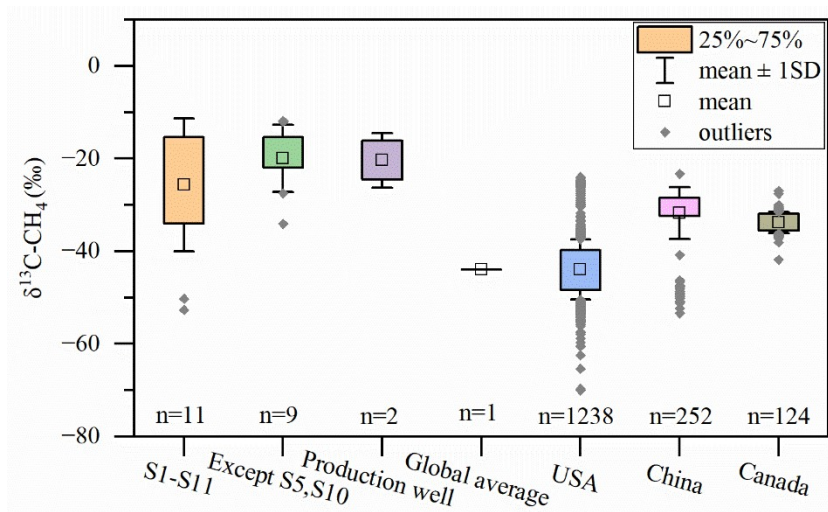 25%~75%
mean ± 1SD
mean
outliers
δ¹³C-CH₄ (‰)
0
−20
−40
−60
−80
n=11
n=9
n=2
n=1
n=1238
n=252
n=124
S1-S11
Except S5,S10
Production well
Global average
USA
China
Canada